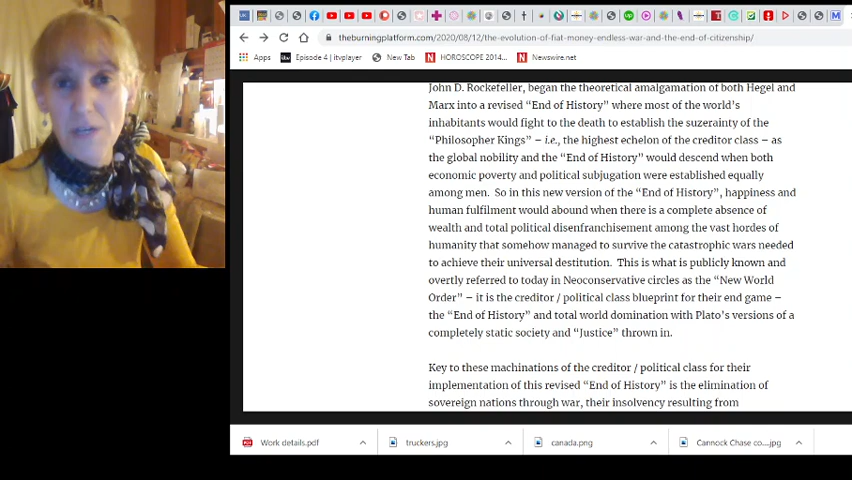 theburningplatform.com/2020/08/12/the-evolution-of-fiat-money-endless-war-and-the-end-of-citizenship/
Apps Episode 4 | itvplayer New Tab HOROSCOPE 2014... Newswire.net
John D. Rockefeller, began the theoretical amalgamation of both Hegel and
Marx into a revised “End of History” where most of the world’s
inhabitants would fight to the death to establish the suzerainty of the
“Philosopher Kings” – i.e., the highest echelon of the creditor class – as
the global nobility and the “End of History” would descend when both
economic poverty and political subjugation were established equally
among men. So in this new version of the “End of History”, happiness and
human fulfilment would abound when there is a complete absence of
wealth and total political disenfranchisement among the vast hordes of
humanity that somehow managed to survive the catastrophic wars needed
to achieve their universal destitution. This is what is publicly known and
overtly referred to today in Neoconservative circles as the “New World
Order” – it is the creditor / political class blueprint for their end game –
the “End of History” and total world domination with Plato’s versions of a
completely static society and “Justice” thrown in.
Key to these machinations of the creditor / political class for their
implementation of this revised “End of History” is the elimination of
sovereign nations through war, their insolvency resulting from
Work details.pdf truckers.jpg canada.png Cannock Chase co....jpg